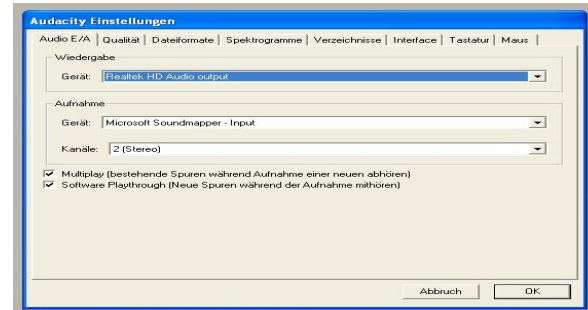 Audacity Einstellungen
Audio E/A Qualität Dateiformate Spektrogramme Verzeichnisse Interface Tastatur Maus
Wiedergabe
Gerät: Realtek HD Audio output
Aufnahme
Gerät: Microsoft Soundmapper - Input
Kanäle: 2 (Stereo)
Multiplay (bestehende Spuren während Aufnahme einer neuen abhören)
Software Playthrough (Neue Spuren während der Aufnahme mithören)
Abbruch OK